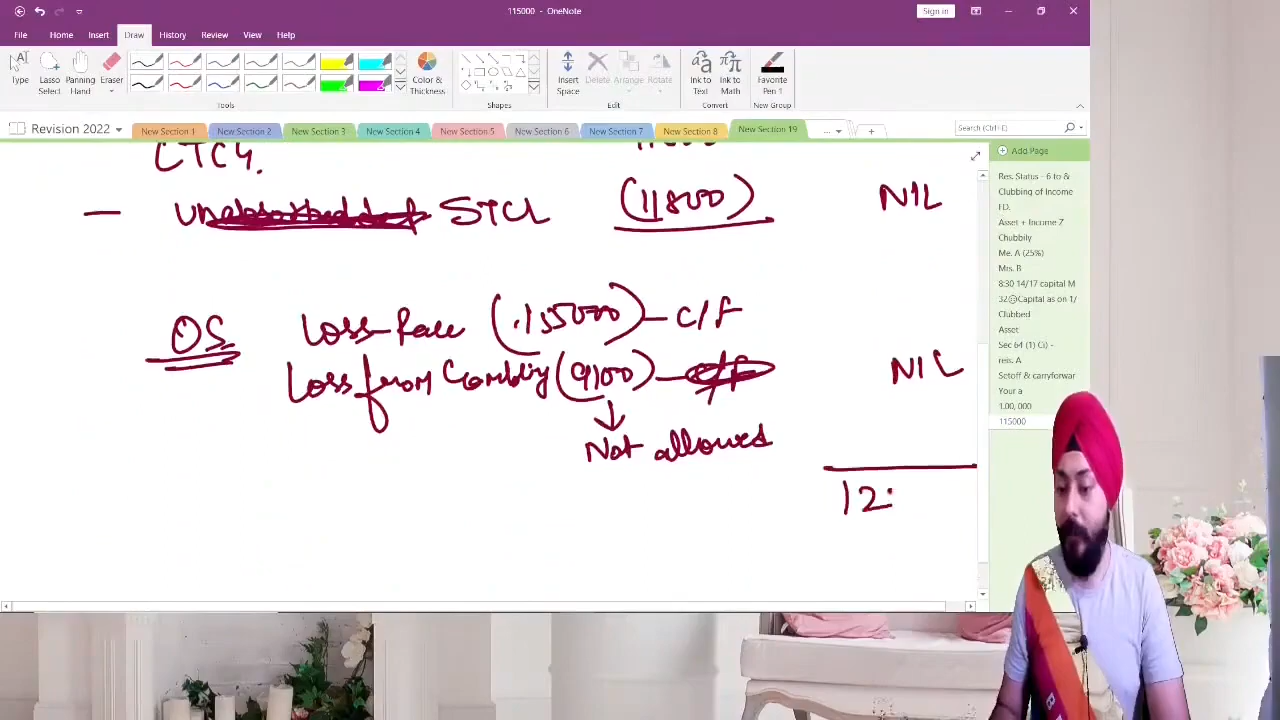 115000 - OneNote
Sign in
File Home Insert Draw History Review View Help
Type
Lasso Select
Panning Hand
Eraser
Color & Thickness
Insert Space
Delete
Arrange
Rotate
Ink to Text
Ink to Math
Favorite Pen 1
Tools
Shapes
Edit
Convert
New Group
Revision 2022
New Section 1 New Section 2 New Section 3 New Section 4 New Section 5 New Section 6 New Section 7 New Section 8 New Section 19 ...
Search (Ctrl+E)
Add Page
Res. Status - 6 to &
Clubbing of Income
FD.
Asset + Income 7
Chubbily
Me. A (25%)
Mrs. B
8:30 14/17 capital M
32@Capital as on 1/
Clubbed
Asset
Sec 64 (1) Ci) -
reis. A
Setoff & carryforwar
Your a
1.00, 000
115000
LTCG.
— STCL (11800) NIL
OS Loss Race — C/F
Loss from (9100) — NIL
↓
Not allowed